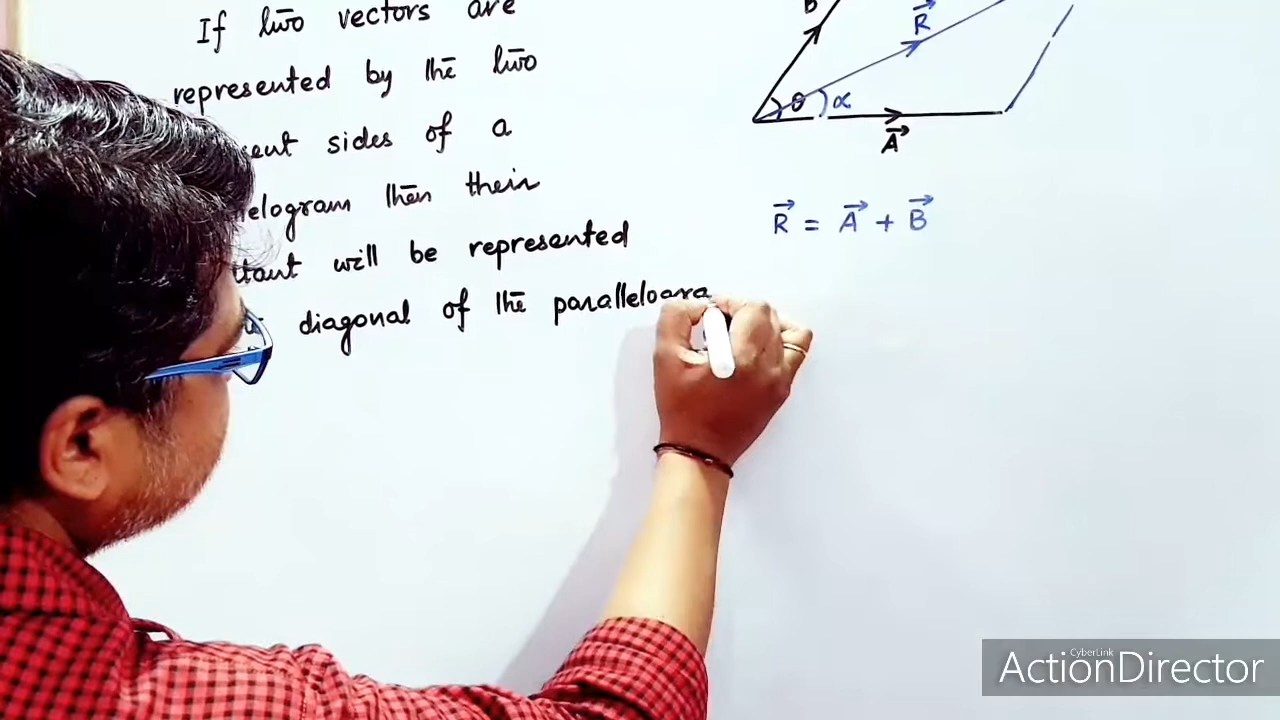 If two vectors are
represented by the two
sides of a
then their
will be represented
diagonal of the
B
R⃗
θ α
A⃗
R⃗ = A⃗ + B⃗
CyberLink
ActionDirector